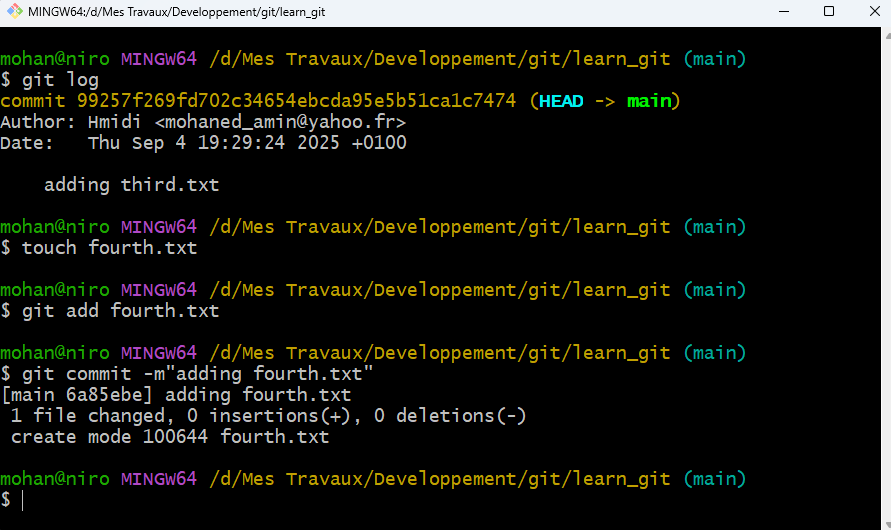 MINGW64:/d/Mes Travaux/Developpement/git/learn_git
mohan@niro MINGW64 /d/Mes Travaux/Developpement/git/learn_git (main)
$ git log
commit 99257f269fd702c34654ebcda95e5b51ca1c7474 (HEAD -> main)
Author: Hmidi <mohaned_amin@yahoo.fr>
Date:   Thu Sep 4 19:29:24 2025 +0100
    adding third.txt
mohan@niro MINGW64 /d/Mes Travaux/Developpement/git/learn_git (main)
$ touch fourth.txt
mohan@niro MINGW64 /d/Mes Travaux/Developpement/git/learn_git (main)
$ git add fourth.txt
mohan@niro MINGW64 /d/Mes Travaux/Developpement/git/learn_git (main)
$ git commit -m"adding fourth.txt"
[main 6a85ebe] adding fourth.txt
 1 file changed, 0 insertions(+), 0 deletions(-)
 create mode 100644 fourth.txt
mohan@niro MINGW64 /d/Mes Travaux/Developpement/git/learn_git (main)
$